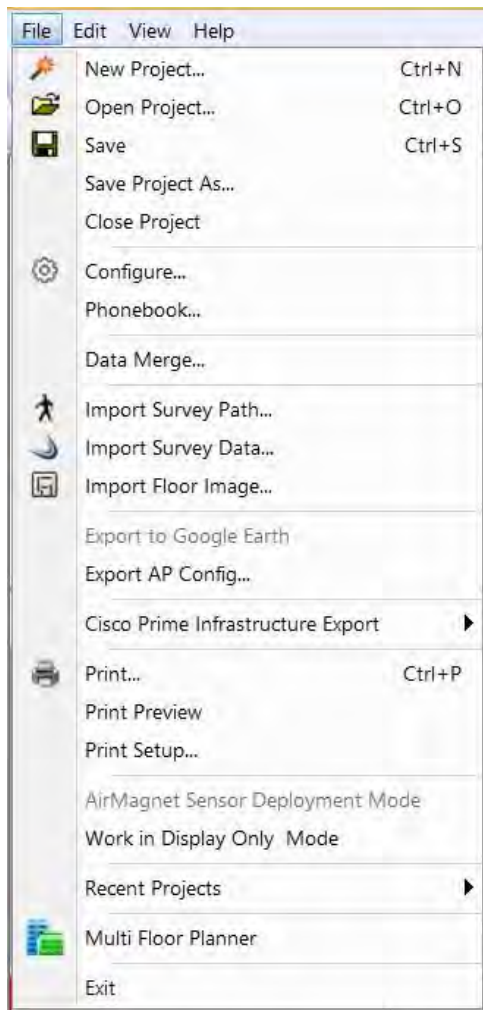 File Edit View Help
New Project... Ctrl+N
Open Project... Ctrl+O
Save Ctrl+S
Save Project As...
Close Project
Configure...
Phonebook...
Data Merge...
Import Survey Path...
Import Survey Data...
Import Floor Image...
Export to Google Earth
Export AP Config...
Cisco Prime Infrastructure Export
Print... Ctrl+P
Print Preview
Print Setup...
AirMagnet Sensor Deployment Mode
Work in Display Only Mode
Recent Projects
Multi Floor Planner
Exit